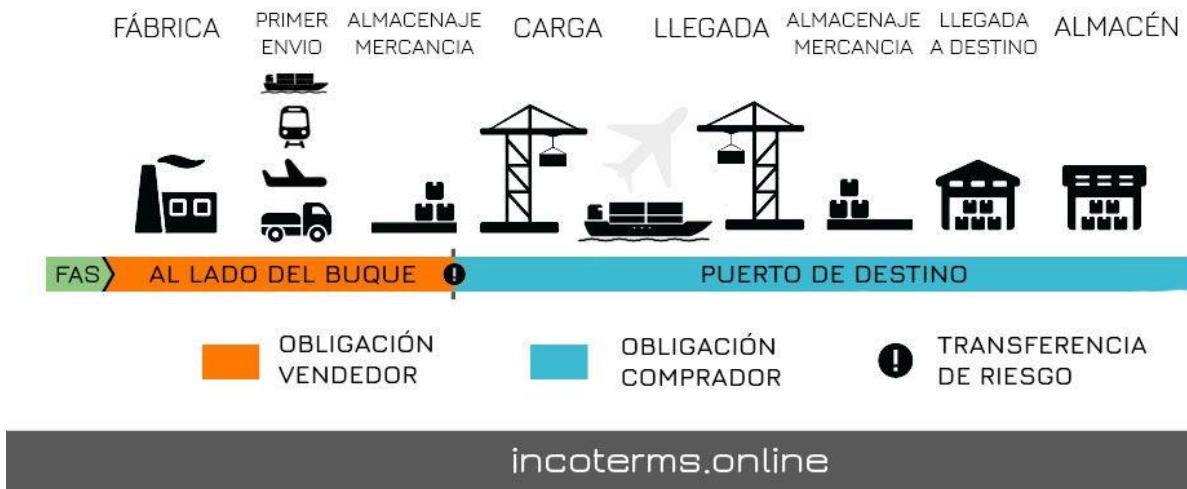 FÁBRICA
PRIMER
ENVIO
ALMACENAJE
MERCANCIA
CARGA
LLEGADA
ALMACENAJE
MERCANCIA
LLEGADA
A DESTINO
ALMACÉN
FAS
AL LADO DEL BUQUE
PUERTO DE DESTINO
OBLIGACIÓN
VENDEDOR
OBLIGACIÓN
COMPRADOR
TRANSFERENCIA
DE RIESGO
incoterms.online